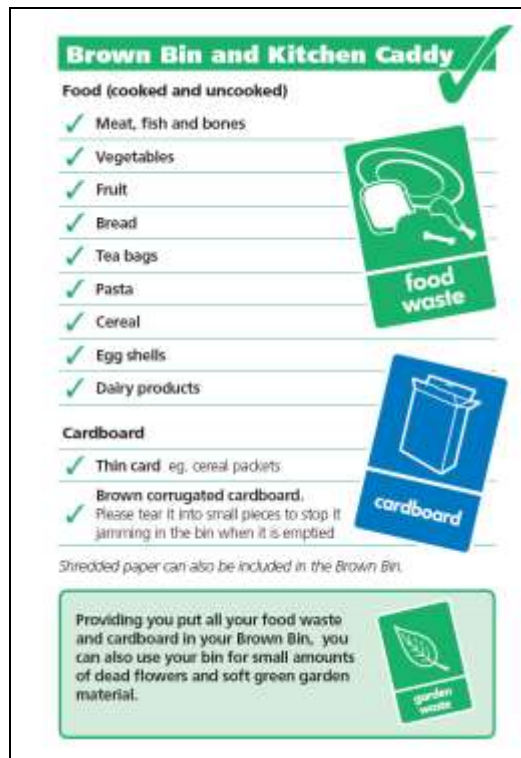 Brown Bin and Kitchen Caddy
Food (cooked and uncooked)
Meat, fish and bones
Vegetables
Fruit
Bread
Tea bags
Pasta
Cereal
Egg shells
Dairy products
food
waste
Cardboard
Thin card eg. cereal packets
Brown corrugated cardboard.
Please tear it into small pieces to stop it
jamming in the bin when it is emptied
cardboard
Shredded paper can also be included in the Brown Bin.
Providing you put all your food waste
and cardboard in your Brown Bin, you
can also use your bin for small amounts
of dead flowers and soft green garden
material.
garden
waste